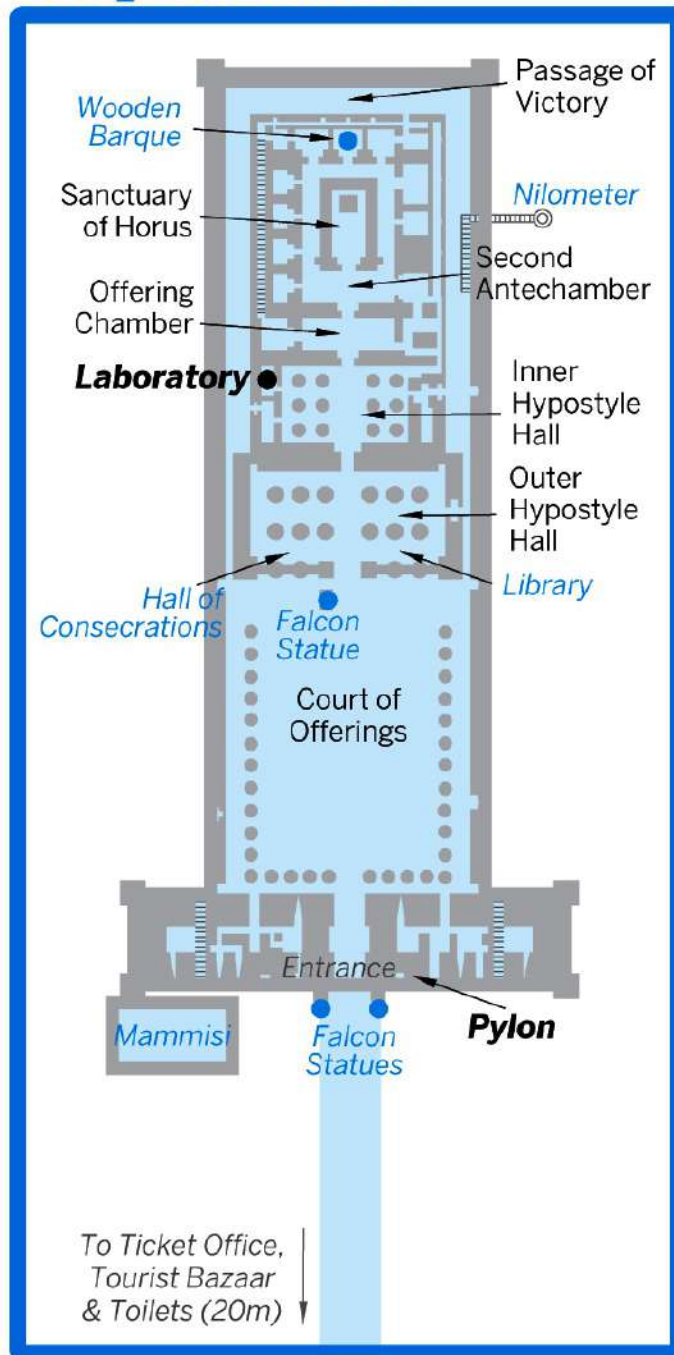 Passage of
Victory
Wooden
Barque
Nilometer
Sanctuary
of Horus
Second
Antechamber
Offering
Chamber
Laboratory
Inner
Hypostyle
Hall
Outer
Hypostyle
Hall
Hall of
Consecrations
Library
Falcon
Statue
Court of
Offerings
Entrance
Pylon
Mammisi
Falcon
Statues
To Ticket Office,
Tourist Bazaar
& Toilets (20m)